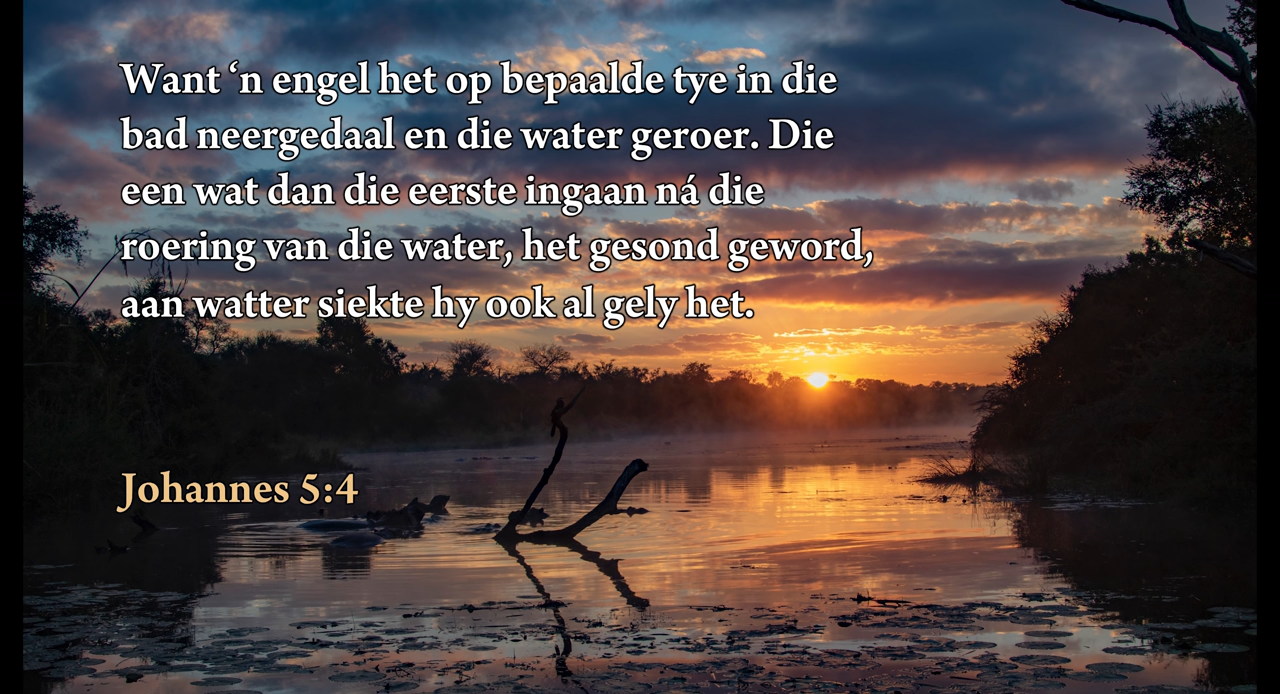 Want ‘n engel het op bepaalde tye in die
bad neergedaal en die water geroer. Die
een wat dan die eerste ingaan ná die
roering van die water, het gesond geword,
aan watter siekte hy ook al gely het.
Johannes 5:4